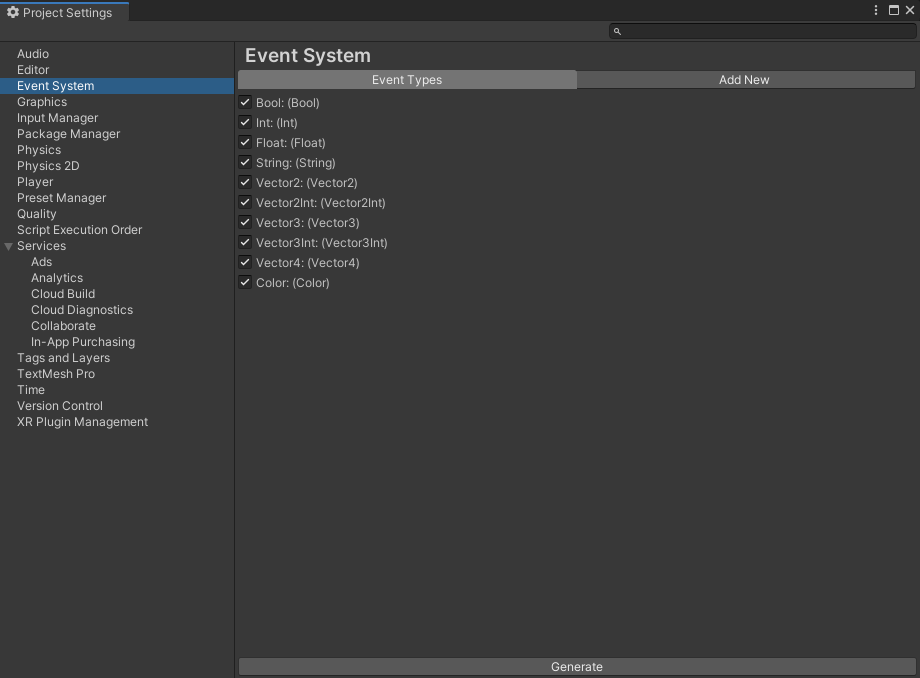 Project Settings
Audio
Editor
Event System
Graphics
Input Manager
Package Manager
Physics
Physics 2D
Player
Preset Manager
Quality
Script Execution Order
Services
Ads
Analytics
Cloud Build
Cloud Diagnostics
Collaborate
In-App Purchasing
Tags and Layers
TextMesh Pro
Time
Version Control
XR Plugin Management
Event System
Event Types Add New
Bool: (Bool)
Int: (Int)
Float: (Float)
String: (String)
Vector2: (Vector2)
Vector2Int: (Vector2Int)
Vector3: (Vector3)
Vector3Int: (Vector3Int)
Vector4: (Vector4)
Color: (Color)
Generate